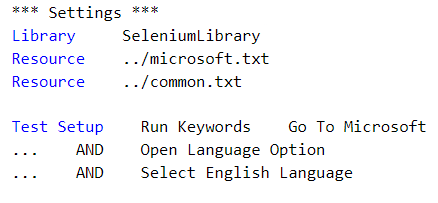 *** Settings ***
Library     SeleniumLibrary
Resource    ../microsoft.txt
Resource    ../common.txt

Test Setup    Run Keywords    Go To Microsoft
...    AND    Open Language Option
...    AND    Select English Language